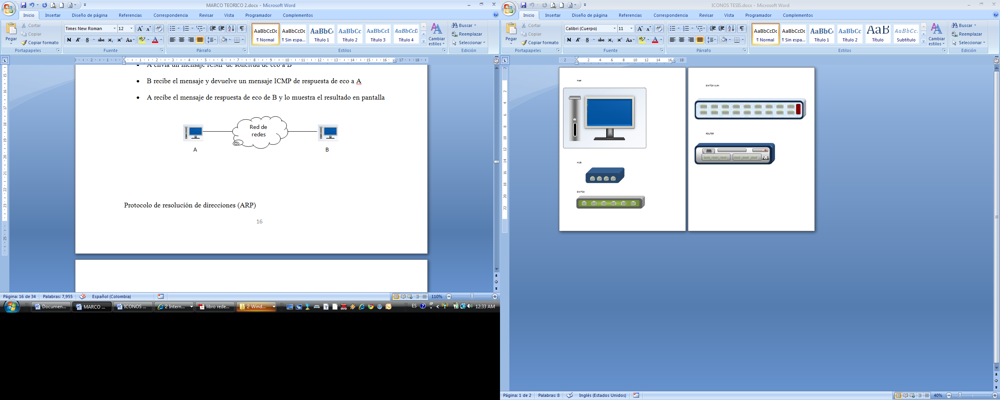 MARCO TEORICO 2.docx - Microsoft Word
Inicio Insertar Diseño de página Referencias Correspondencia Revisar Vista Programador Complementos
Pegar
Cortar
Copiar
Copiar formato
Portapapeles
Times New Roman 12
Fuente
Párrafo
AaBbCcDc AaBbCcDc AaBbC AaBbCc AaBbCcI AaBbCcD
¶ Normal ¶ Sin espa... Título 1 Título 2 Título 3 Título 4
Cambiar estilos
Estilos
Buscar
Reemplazar
Seleccionar
Edición
A envía un mensaje ICMP de solicitud de eco a B
• B recibe el mensaje y devuelve un mensaje ICMP de respuesta de eco a A
• A recibe el mensaje de respuesta de eco de B y lo muestra el resultado en pantalla
Red de
redes
A B
Protocolo de resolución de direcciones (ARP)
16
Página: 16 de 34 Palabras: 7,955 Español (Colombia) 110%
Documen... MARCO ... ICONOS ... 2 Intern... libro rede... 2 Wind... ES 12:33 AM
ICONOS TESIS.docx - Microsoft Word
Inicio Insertar Diseño de página Referencias Correspondencia Revisar Vista Programador Complementos
Pegar
Cortar
Copiar
Copiar formato
Portapapeles
Calibri (Cuerpo) 11
Fuente
Párrafo
AaBbCcDc AaBbCcDc AaBbC AaBbCc AaB AaBbCc.
¶ Normal ¶ Sin espa... Título 1 Título 2 Título Subtítulo
Cambiar estilos
Estilos
Buscar
Reemplazar
Seleccionar
Edición
Host
HUB
SWITCH
SWITCH VLAN
ROUTER
Página: 1 de 2 Palabras: 8 Inglés (Estados Unidos) 40%